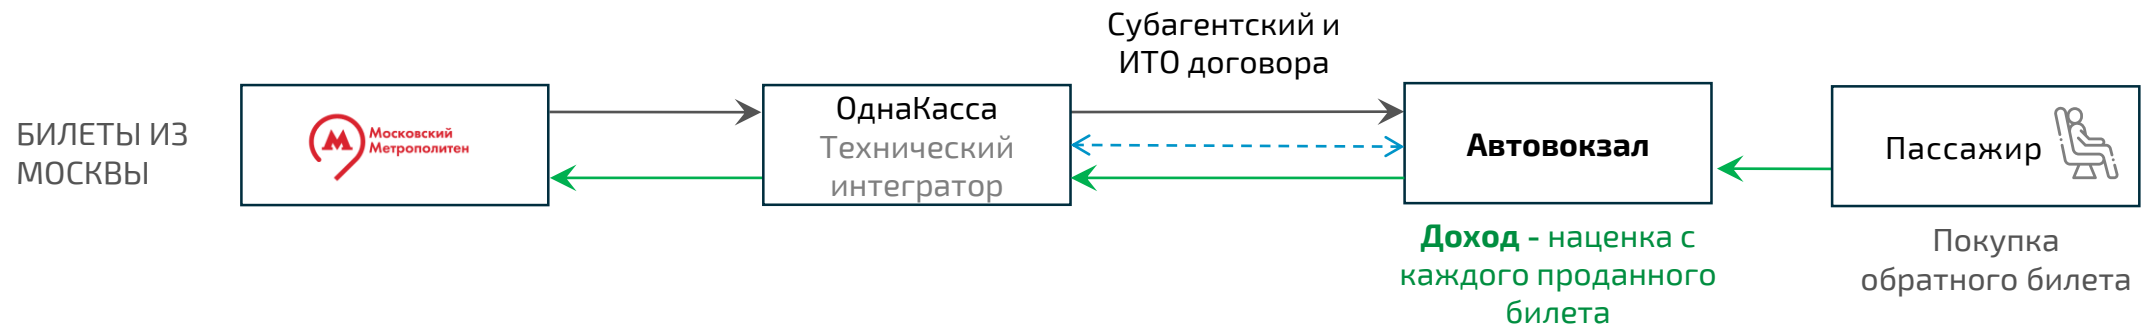 Субагентский и
ИТО договора
БИЛЕТЫ ИЗ
МОСКВЫ
Московский
Метрополитен
ОднаКасса
Технический
интегратор
Автовокзал
Пассажир
Доход - наценка с
каждого проданного
билета
Покупка
обратного билета